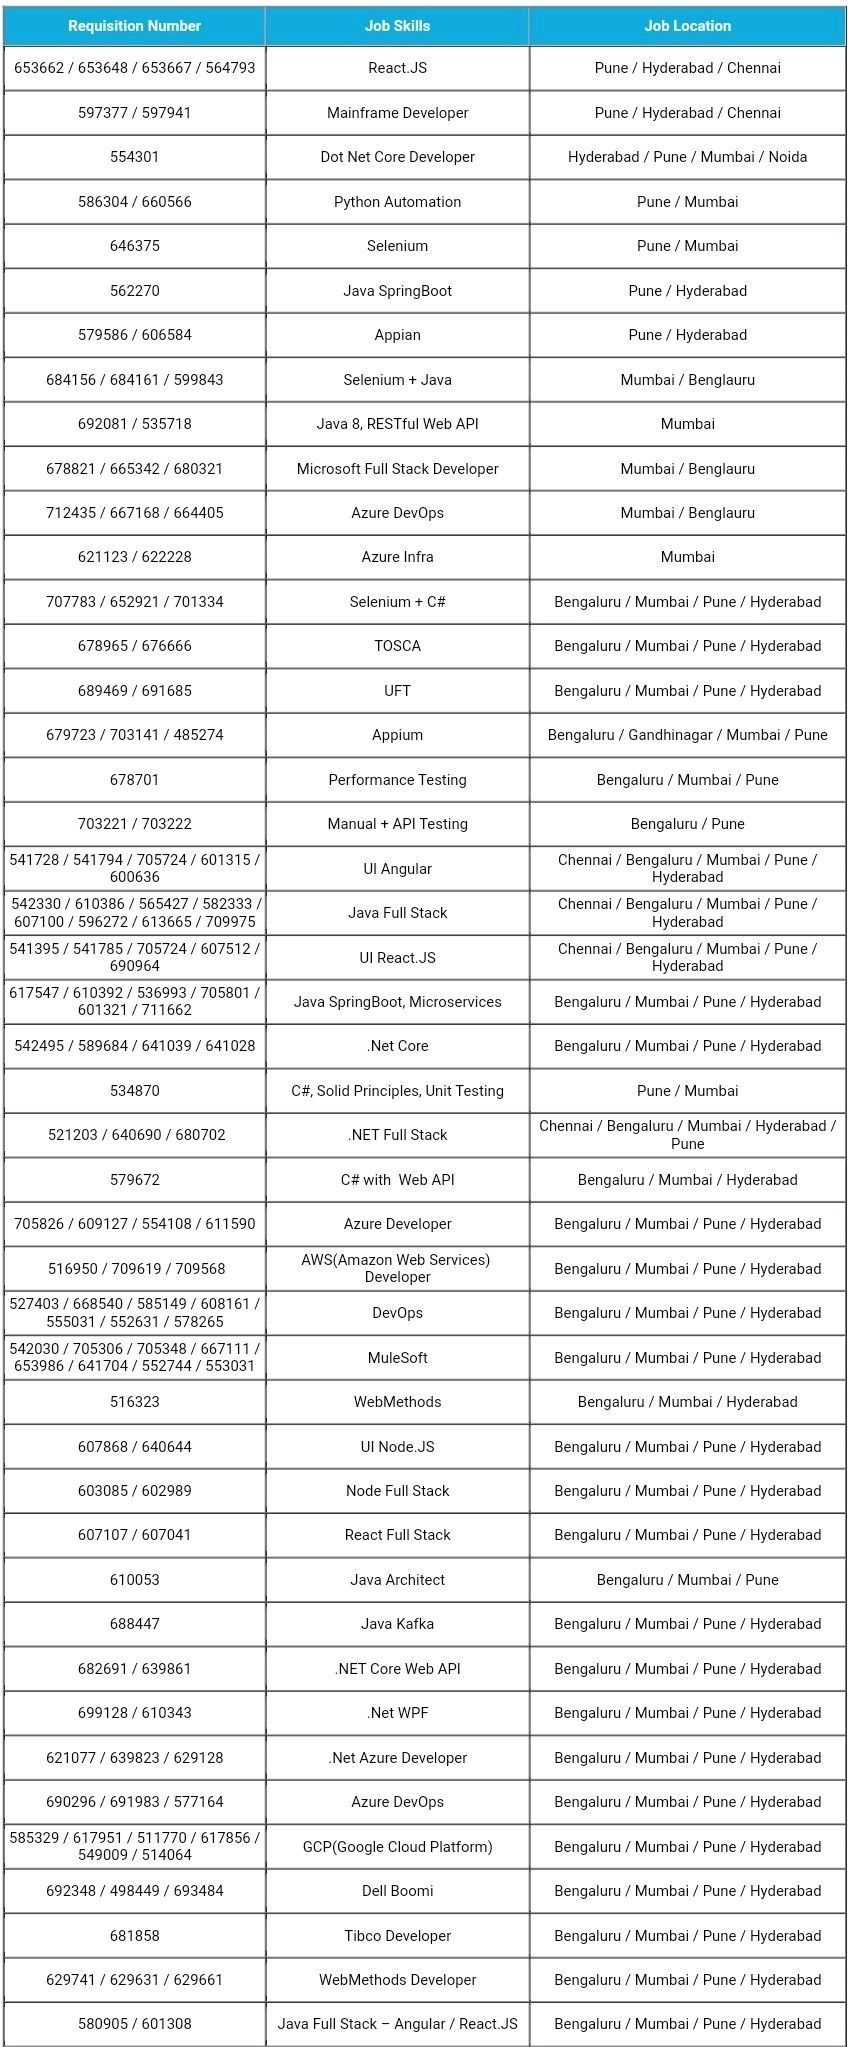 Requisition Number Job Skills Job Location
653662 / 653648 / 653667 / 564793 React.JS Pune / Hyderabad / Chennai
597377 / 597941 Mainframe Developer Pune / Hyderabad / Chennai
554301 Dot Net Core Developer Hyderabad / Pune / Mumbai / Noida
586304 / 660566 Python Automation Pune / Mumbai
646375 Selenium Pune / Mumbai
562270 Java SpringBoot Pune / Hyderabad
579586 / 606584 Appian Pune / Hyderabad
684156 / 684161 / 599843 Selenium + Java Mumbai / Benglauru
692081 / 535718 Java 8, RESTful Web API Mumbai
678821 / 665342 / 680321 Microsoft Full Stack Developer Mumbai / Benglauru
712435 / 667168 / 664405 Azure DevOps Mumbai / Benglauru
621123 / 622228 Azure Infra Mumbai
707783 / 652921 / 701334 Selenium + C# Bengaluru / Mumbai / Pune / Hyderabad
678965 / 676666 TOSCA Bengaluru / Mumbai / Pune / Hyderabad
689469 / 691685 UFT Bengaluru / Mumbai / Pune / Hyderabad
679723 / 703141 / 485274 Appium Bengaluru / Gandhinagar / Mumbai / Pune
678701 Performance Testing Bengaluru / Mumbai / Pune
703221 / 703222 Manual + API Testing Bengaluru / Pune
541728 / 541794 / 705724 / 601315 /
600636 UI Angular Chennai / Bengaluru / Mumbai / Pune /
Hyderabad
542330 / 610386 / 565427 / 582333 /
607100 / 596272 / 613665 / 709975 Java Full Stack Chennai / Bengaluru / Mumbai / Pune /
Hyderabad
541395 / 541785 / 705724 / 607512 /
690964 UI React.JS Chennai / Bengaluru / Mumbai / Pune /
Hyderabad
617547 / 610392 / 536993 / 705801 /
601321 / 711662 Java SpringBoot, Microservices Bengaluru / Mumbai / Pune / Hyderabad
542495 / 589684 / 641039 / 641028 .Net Core Bengaluru / Mumbai / Pune / Hyderabad
534870 C#, Solid Principles, Unit Testing Pune / Mumbai
521203 / 640690 / 680702 .NET Full Stack Chennai / Bengaluru / Mumbai / Hyderabad /
Pune
579672 C# with Web API Bengaluru / Mumbai / Hyderabad
705826 / 609127 / 554108 / 611590 Azure Developer Bengaluru / Mumbai / Pune / Hyderabad
516950 / 709619 / 709568 AWS(Amazon Web Services)
Developer Bengaluru / Mumbai / Pune / Hyderabad
527403 / 668540 / 585149 / 608161 /
555031 / 552631 / 578265 DevOps Bengaluru / Mumbai / Pune / Hyderabad
542030 / 705306 / 705348 / 667111 /
653986 / 641704 / 552744 / 553031 MuleSoft Bengaluru / Mumbai / Pune / Hyderabad
516323 WebMethods Bengaluru / Mumbai / Hyderabad
607868 / 640644 UI Node.JS Bengaluru / Mumbai / Pune / Hyderabad
603085 / 602989 Node Full Stack Bengaluru / Mumbai / Pune / Hyderabad
607107 / 607041 React Full Stack Bengaluru / Mumbai / Pune / Hyderabad
610053 Java Architect Bengaluru / Mumbai / Pune
688447 Java Kafka Bengaluru / Mumbai / Pune / Hyderabad
682691 / 639861 .NET Core Web API Bengaluru / Mumbai / Pune / Hyderabad
699128 / 610343 .Net WPF Bengaluru / Mumbai / Pune / Hyderabad
621077 / 639823 / 629128 .Net Azure Developer Bengaluru / Mumbai / Pune / Hyderabad
690296 / 691983 / 577164 Azure DevOps Bengaluru / Mumbai / Pune / Hyderabad
585329 / 617951 / 511770 / 617856 /
549009 / 514064 GCP(Google Cloud Platform) Bengaluru / Mumbai / Pune / Hyderabad
692348 / 498449 / 693484 Dell Boomi Bengaluru / Mumbai / Pune / Hyderabad
681858 Tibco Developer Bengaluru / Mumbai / Pune / Hyderabad
629741 / 629631 / 629661 WebMethods Developer Bengaluru / Mumbai / Pune / Hyderabad
580905 / 601308 Java Full Stack – Angular / React.JS Bengaluru / Mumbai / Pune / Hyderabad